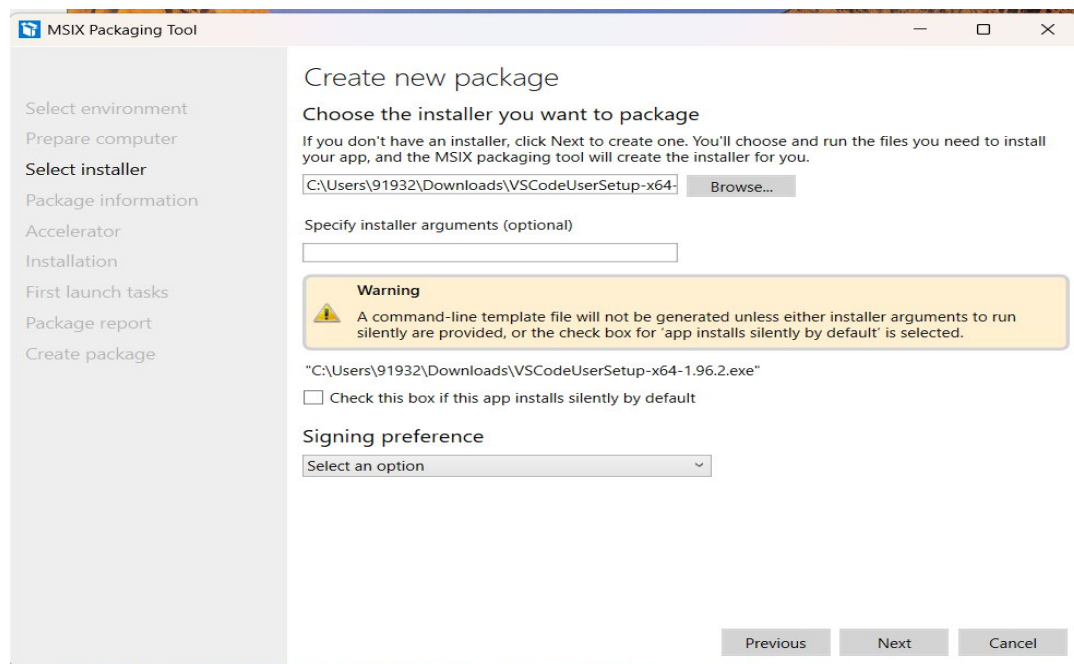 MSIX Packaging Tool
Create new package
Select environment
Prepare computer
Select installer
Package information
Accelerator
Installation
First launch tasks
Package report
Create package
Choose the installer you want to package
If you don't have an installer, click Next to create one. You'll choose and run the files you need to install
your app, and the MSIX packaging tool will create the installer for you.
C:\Users\91932\Downloads\VSCodeUserSetup-x64-
Browse...
Specify installer arguments (optional)
Warning
A command-line template file will not be generated unless either installer arguments to run
silently are provided, or the check box for 'app installs silently by default' is selected.
"C:\Users\91932\Downloads\VSCodeUserSetup-x64-1.96.2.exe"
Check this box if this app installs silently by default
Signing preference
Select an option
Previous
Next
Cancel